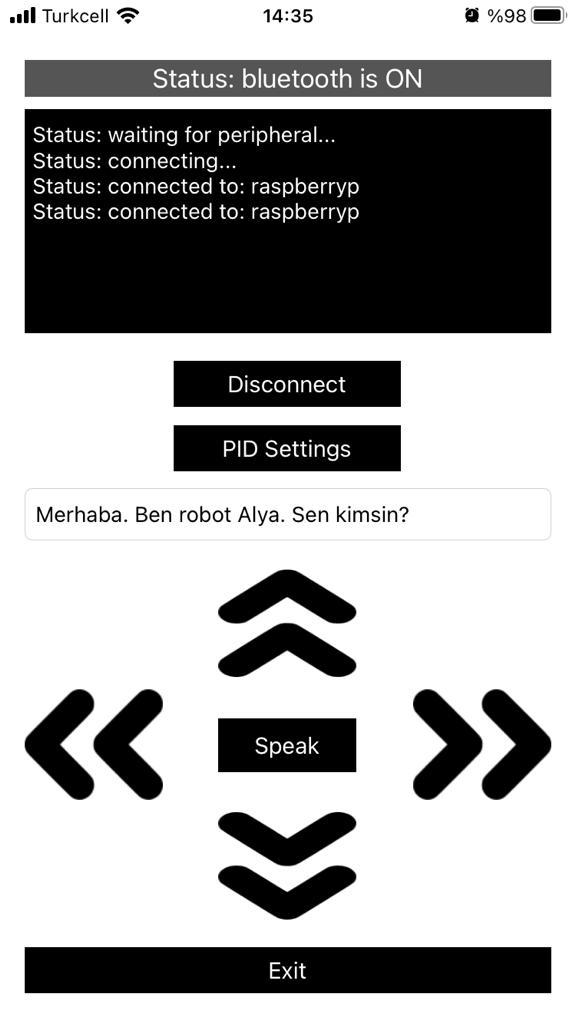 Turkcell 14:35 %98
Status: bluetooth is ON
Status: waiting for peripheral...
Status: connecting...
Status: connected to: raspberryp
Status: connected to: raspberryp
Disconnect
PID Settings
Merhaba. Ben robot Alya. Sen kimsin?
Speak
Exit